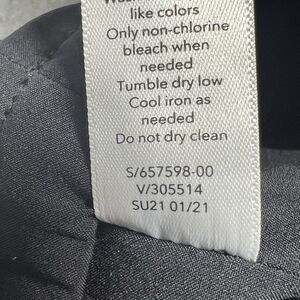 like colors
Only non-chlorine
bleach when
needed
Tumble dry low
Cool iron as
needed
Do not dry clean
S/657598-00
V/305514
SU21 01/21